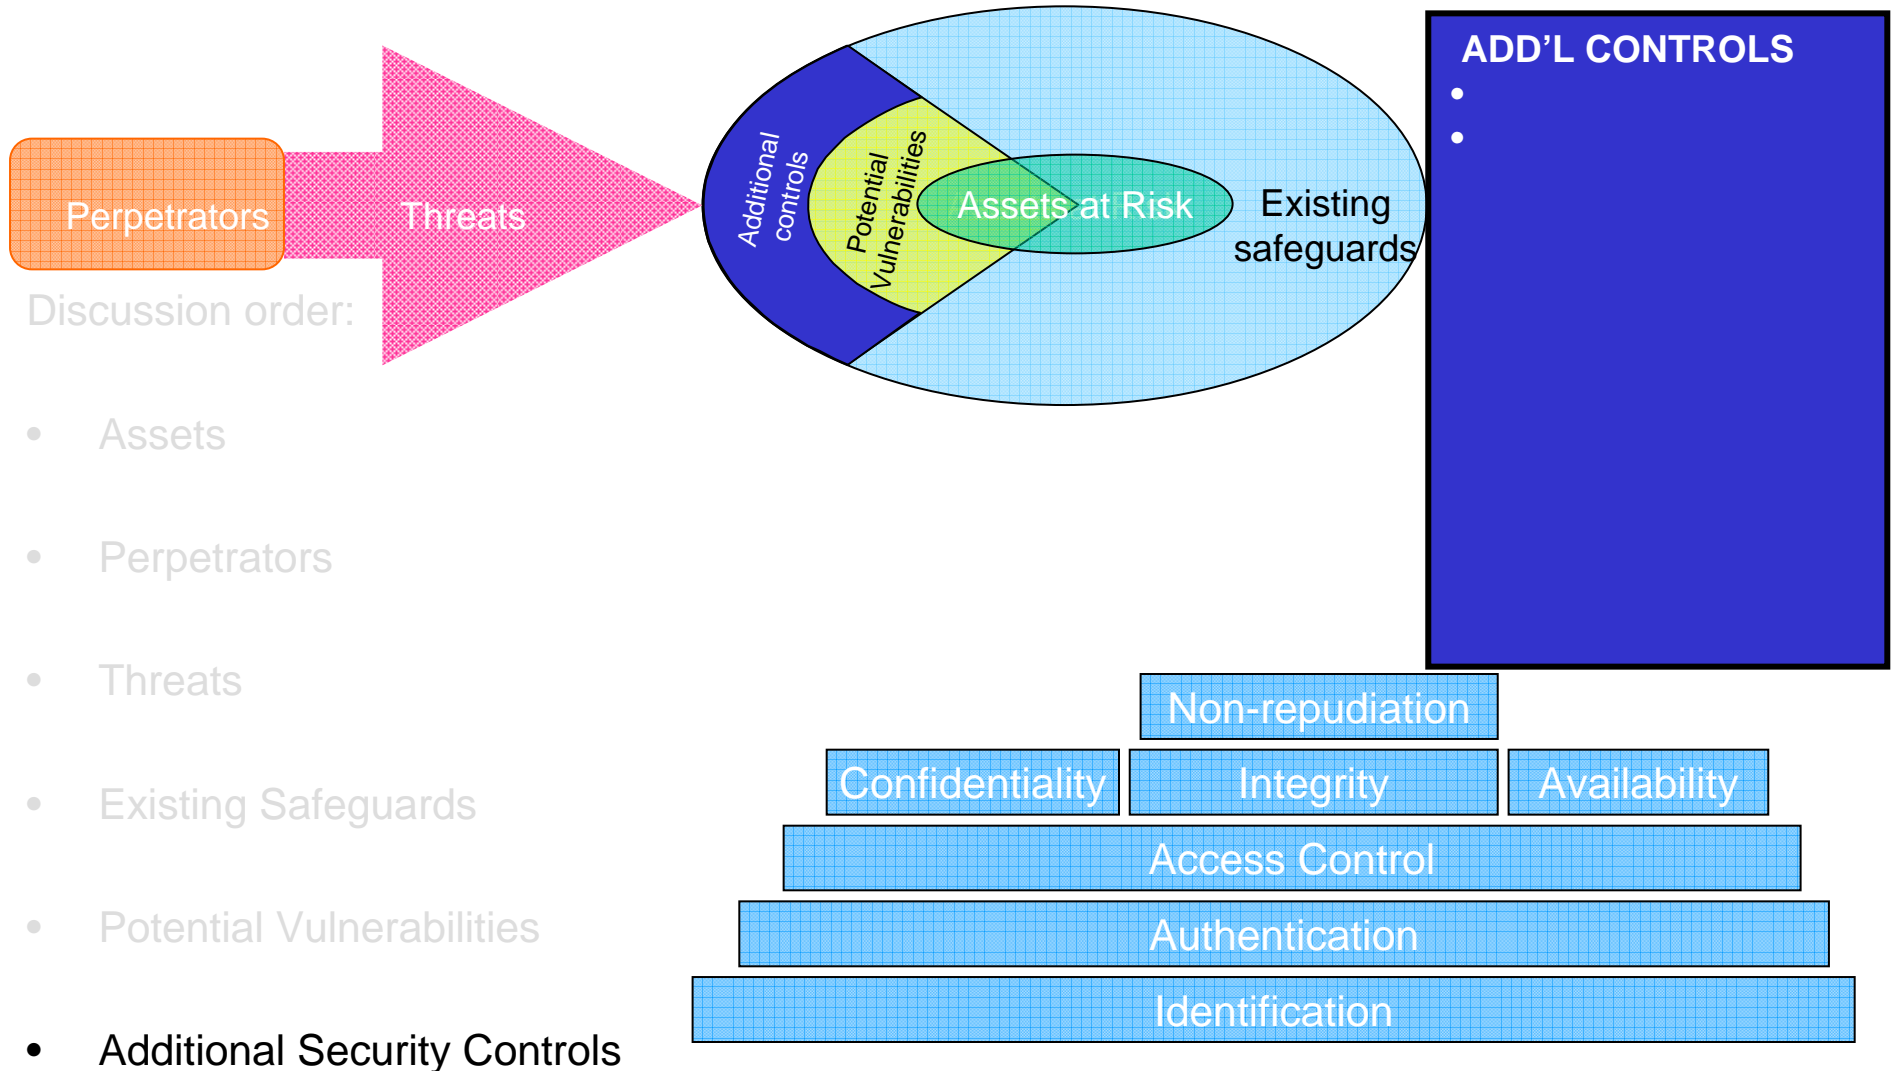 Perpetrators
Threats
Additional
controls
Potential
Vulnerabilities
Assets at Risk
Existing
safeguards
ADD’L CONTROLS
•
•
Discussion order:
• Assets
• Perpetrators
• Threats
• Existing Safeguards
• Potential Vulnerabilities
• Additional Security Controls
Non-repudiation
Confidentiality
Integrity
Availability
Access Control
Authentication
Identification